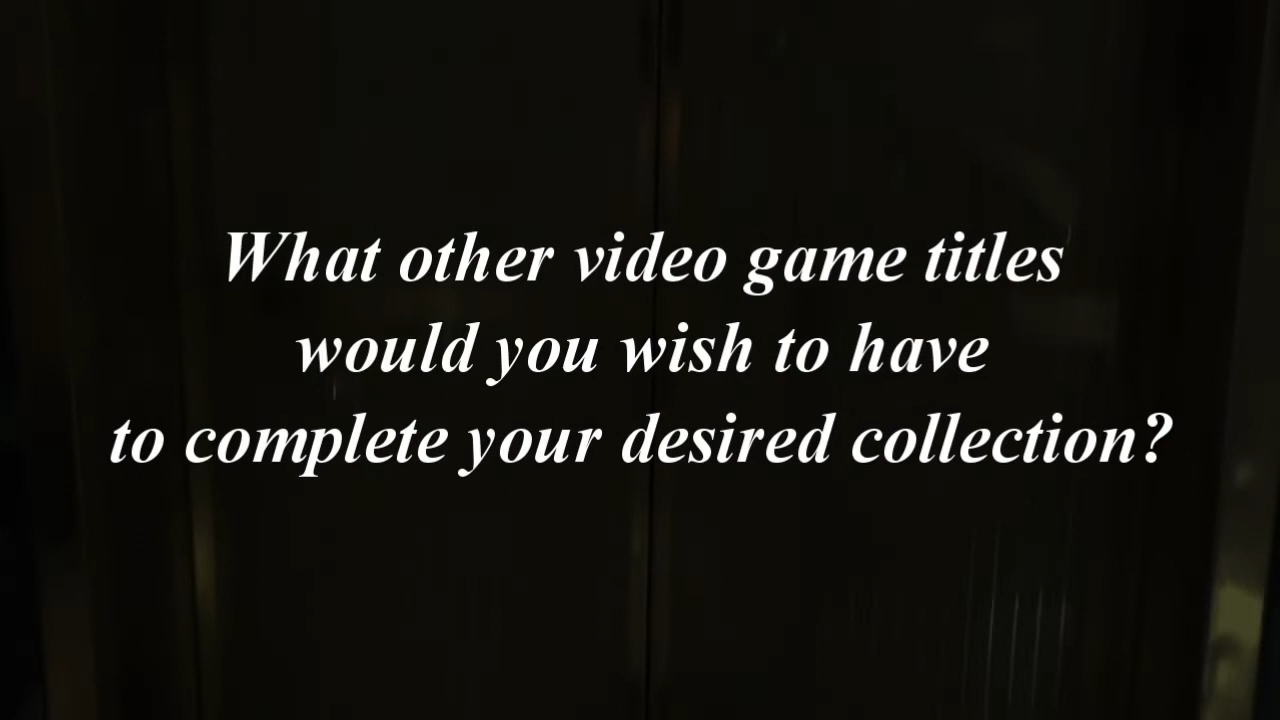 What other video game titles
would you wish to have
to complete your desired collection?